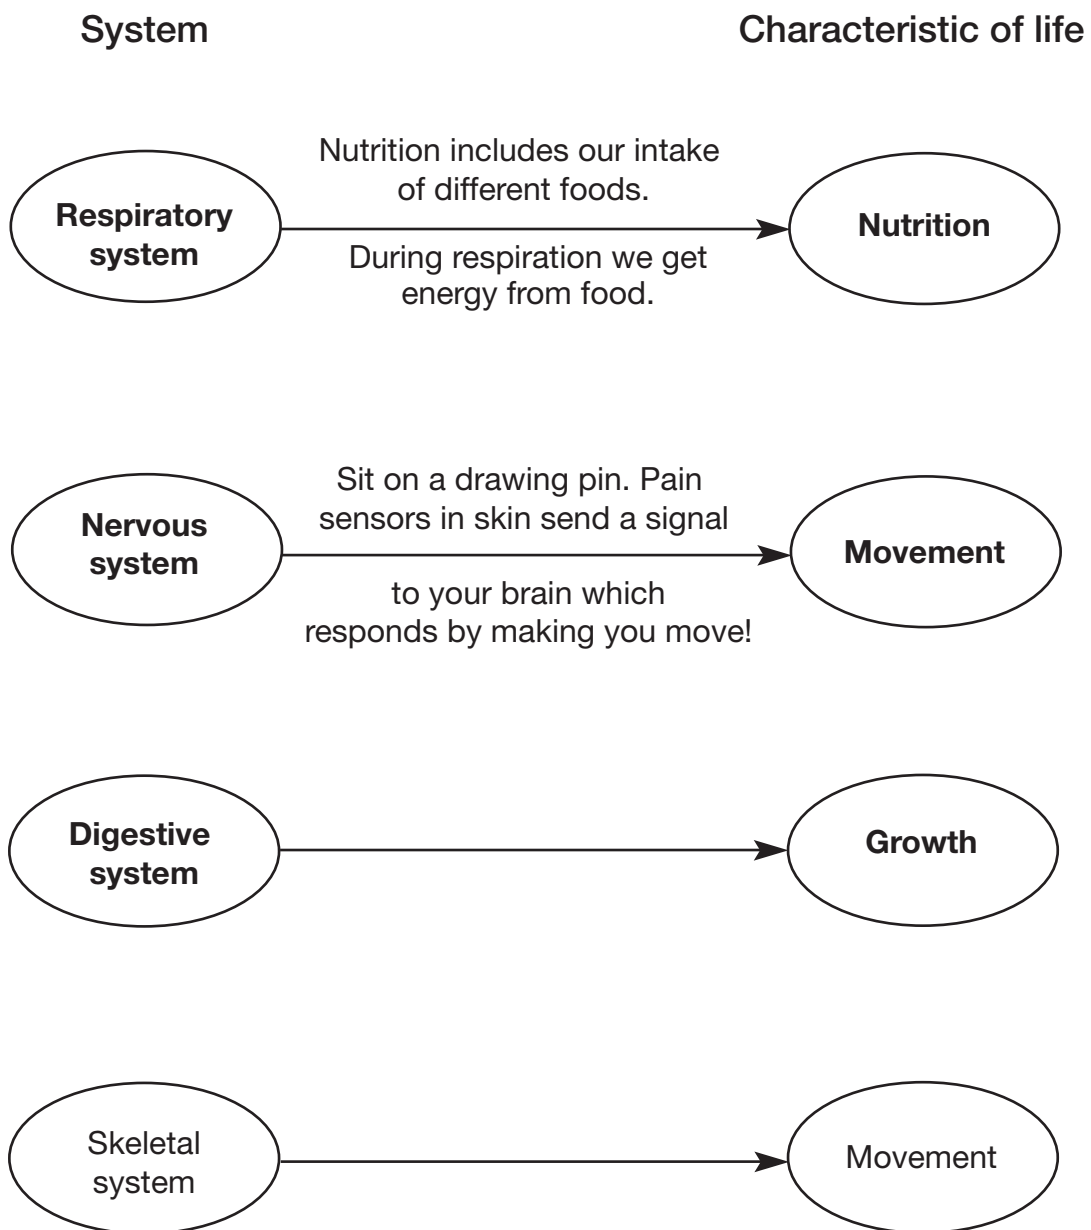 System
Characteristic of life
Nutrition includes our intake
of different foods.
Respiratory
system
Nutrition
During respiration we get
energy from food.
Sit on a drawing pin. Pain
sensors in skin send a signal
Nervous
system
Movement
to your brain which
responds by making you move!
Digestive
system
Growth
Skeletal
system
Movement